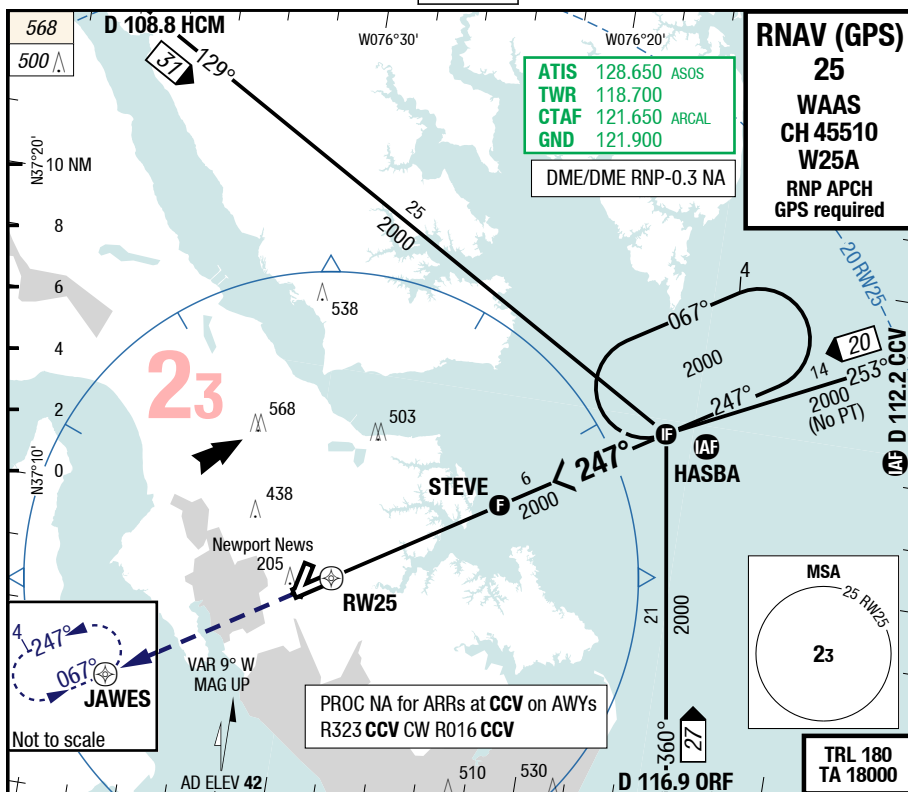 568
500
D 108.8 HCM
W076°30'
W076°20'
RNAV (GPS)
25
WAAS
CH 45510
W25A
RNP APCH
GPS required
ATIS 128.650 ASOS
TWR 118.700
CTAF 121.650 ARCAL
GND 121.900
DME/DME RNP-0.3 NA
31
129°
N37°20'
10 NM
8
6
4
2
0
N37°10'
25
2000
20 RW25
538
4
067°
2000
247°
23
20
14
253°
2000
(No PT)
IAF D 112.2 CCV
568
503
438
IF
IAF
HASBA
247°
STEVE
F
6
2000
Newport News
205
RW25
21
2000
MSA
25 RW25
23
4
247°
067°
JAWES
Not to scale
VAR 9° W
MAG UP
AD ELEV 42
PROC NA for ARRs at CCV on AWYs
R323 CCV CW R016 CCV
360°
27
D 116.9 ORF
510
530
TRL 180
TA 18000